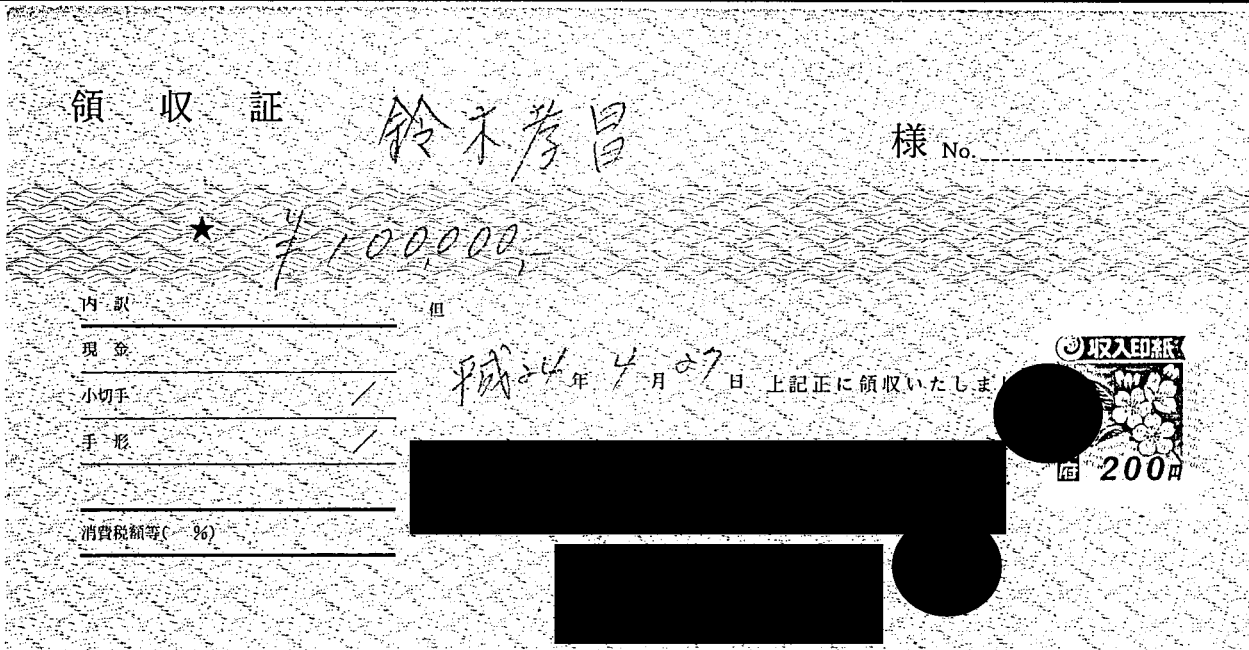 領収証 鈴木孝昌 様 No.
★ ¥100,000,-
内訳
但
現金
平成24年4月27日 上記正に領収いたしまし
小切手 /
手形 /
消費税額等( %)
収入印紙
200円